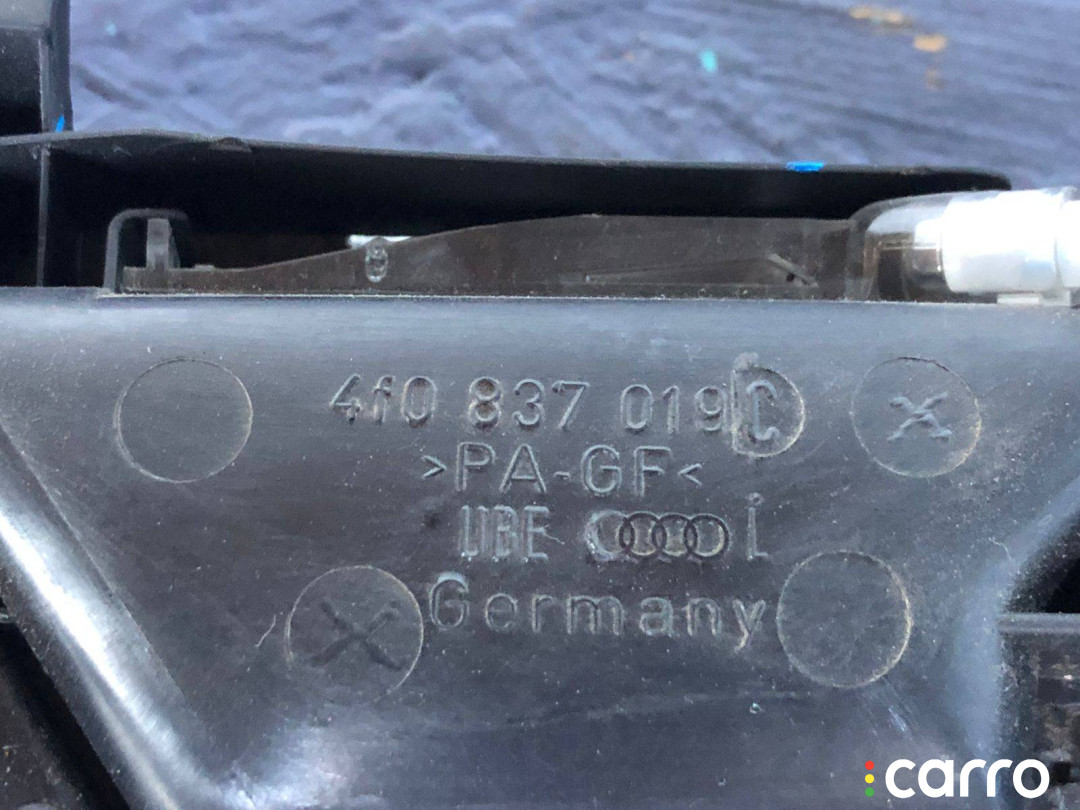 4f0 837 019 C
>PA-GF<
UBE
Germany
carro